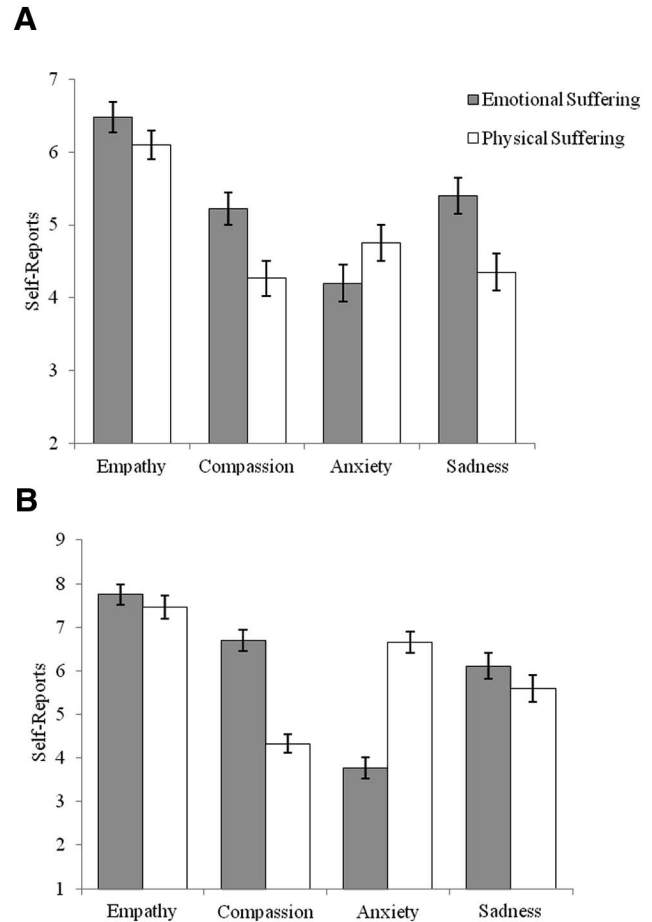 A
7
6
5
4
3
2
Self-Reports
Emotional Suffering
Physical Suffering
Empathy Compassion Anxiety Sadness
B
9
8
7
6
5
4
3
2
1
Self-Reports
Empathy Compassion Anxiety Sadness